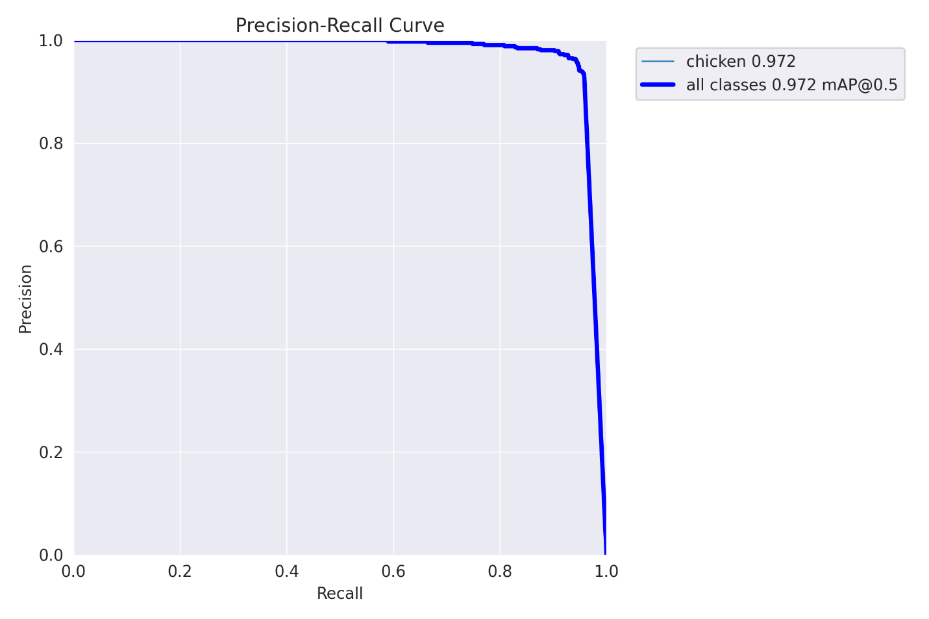 Precision-Recall Curve
chicken 0.972
all classes 0.972 mAP@0.5
Precision
1.0
0.8
0.6
0.4
0.2
0.0
0.0 0.2 0.4 0.6 0.8 1.0
Recall